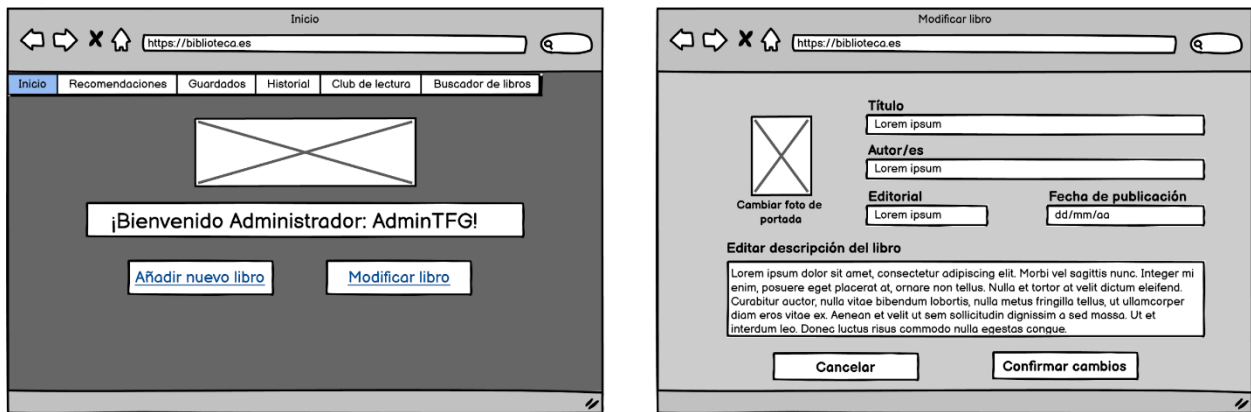 Inicio
https://biblioteca.es
Inicio Recomendaciones Guardados Historial Club de lectura Buscador de libros
¡Bienvenido Administrador: AdminTFG!
Añadir nuevo libro Modificar libro
Modificar libro
https://biblioteca.es
Título
Lorem ipsum
Autor/es
Lorem ipsum
Cambiar foto de
portada
Editorial Fecha de publicación
Lorem ipsum dd/mm/aa
Editar descripción del libro
Lorem ipsum dolor sit amet, consectetur adipiscing elit. Morbi vel sagittis nunc. Integer mi
enim, posuere eget placerat at, ornare non tellus. Nulla et tortor at velit dictum eleifend.
Curabitur auctor, nulla vitae bibendum lobortis, nulla metus fringilla tellus, ut ullamcorper
diam eros vitae ex. Aenean et velit ut sem sollicitudin dignissim a sed massa. Ut et
interdum leo. Donec luctus risus commodo nulla egestas congue.
Cancelar Confirmar cambios